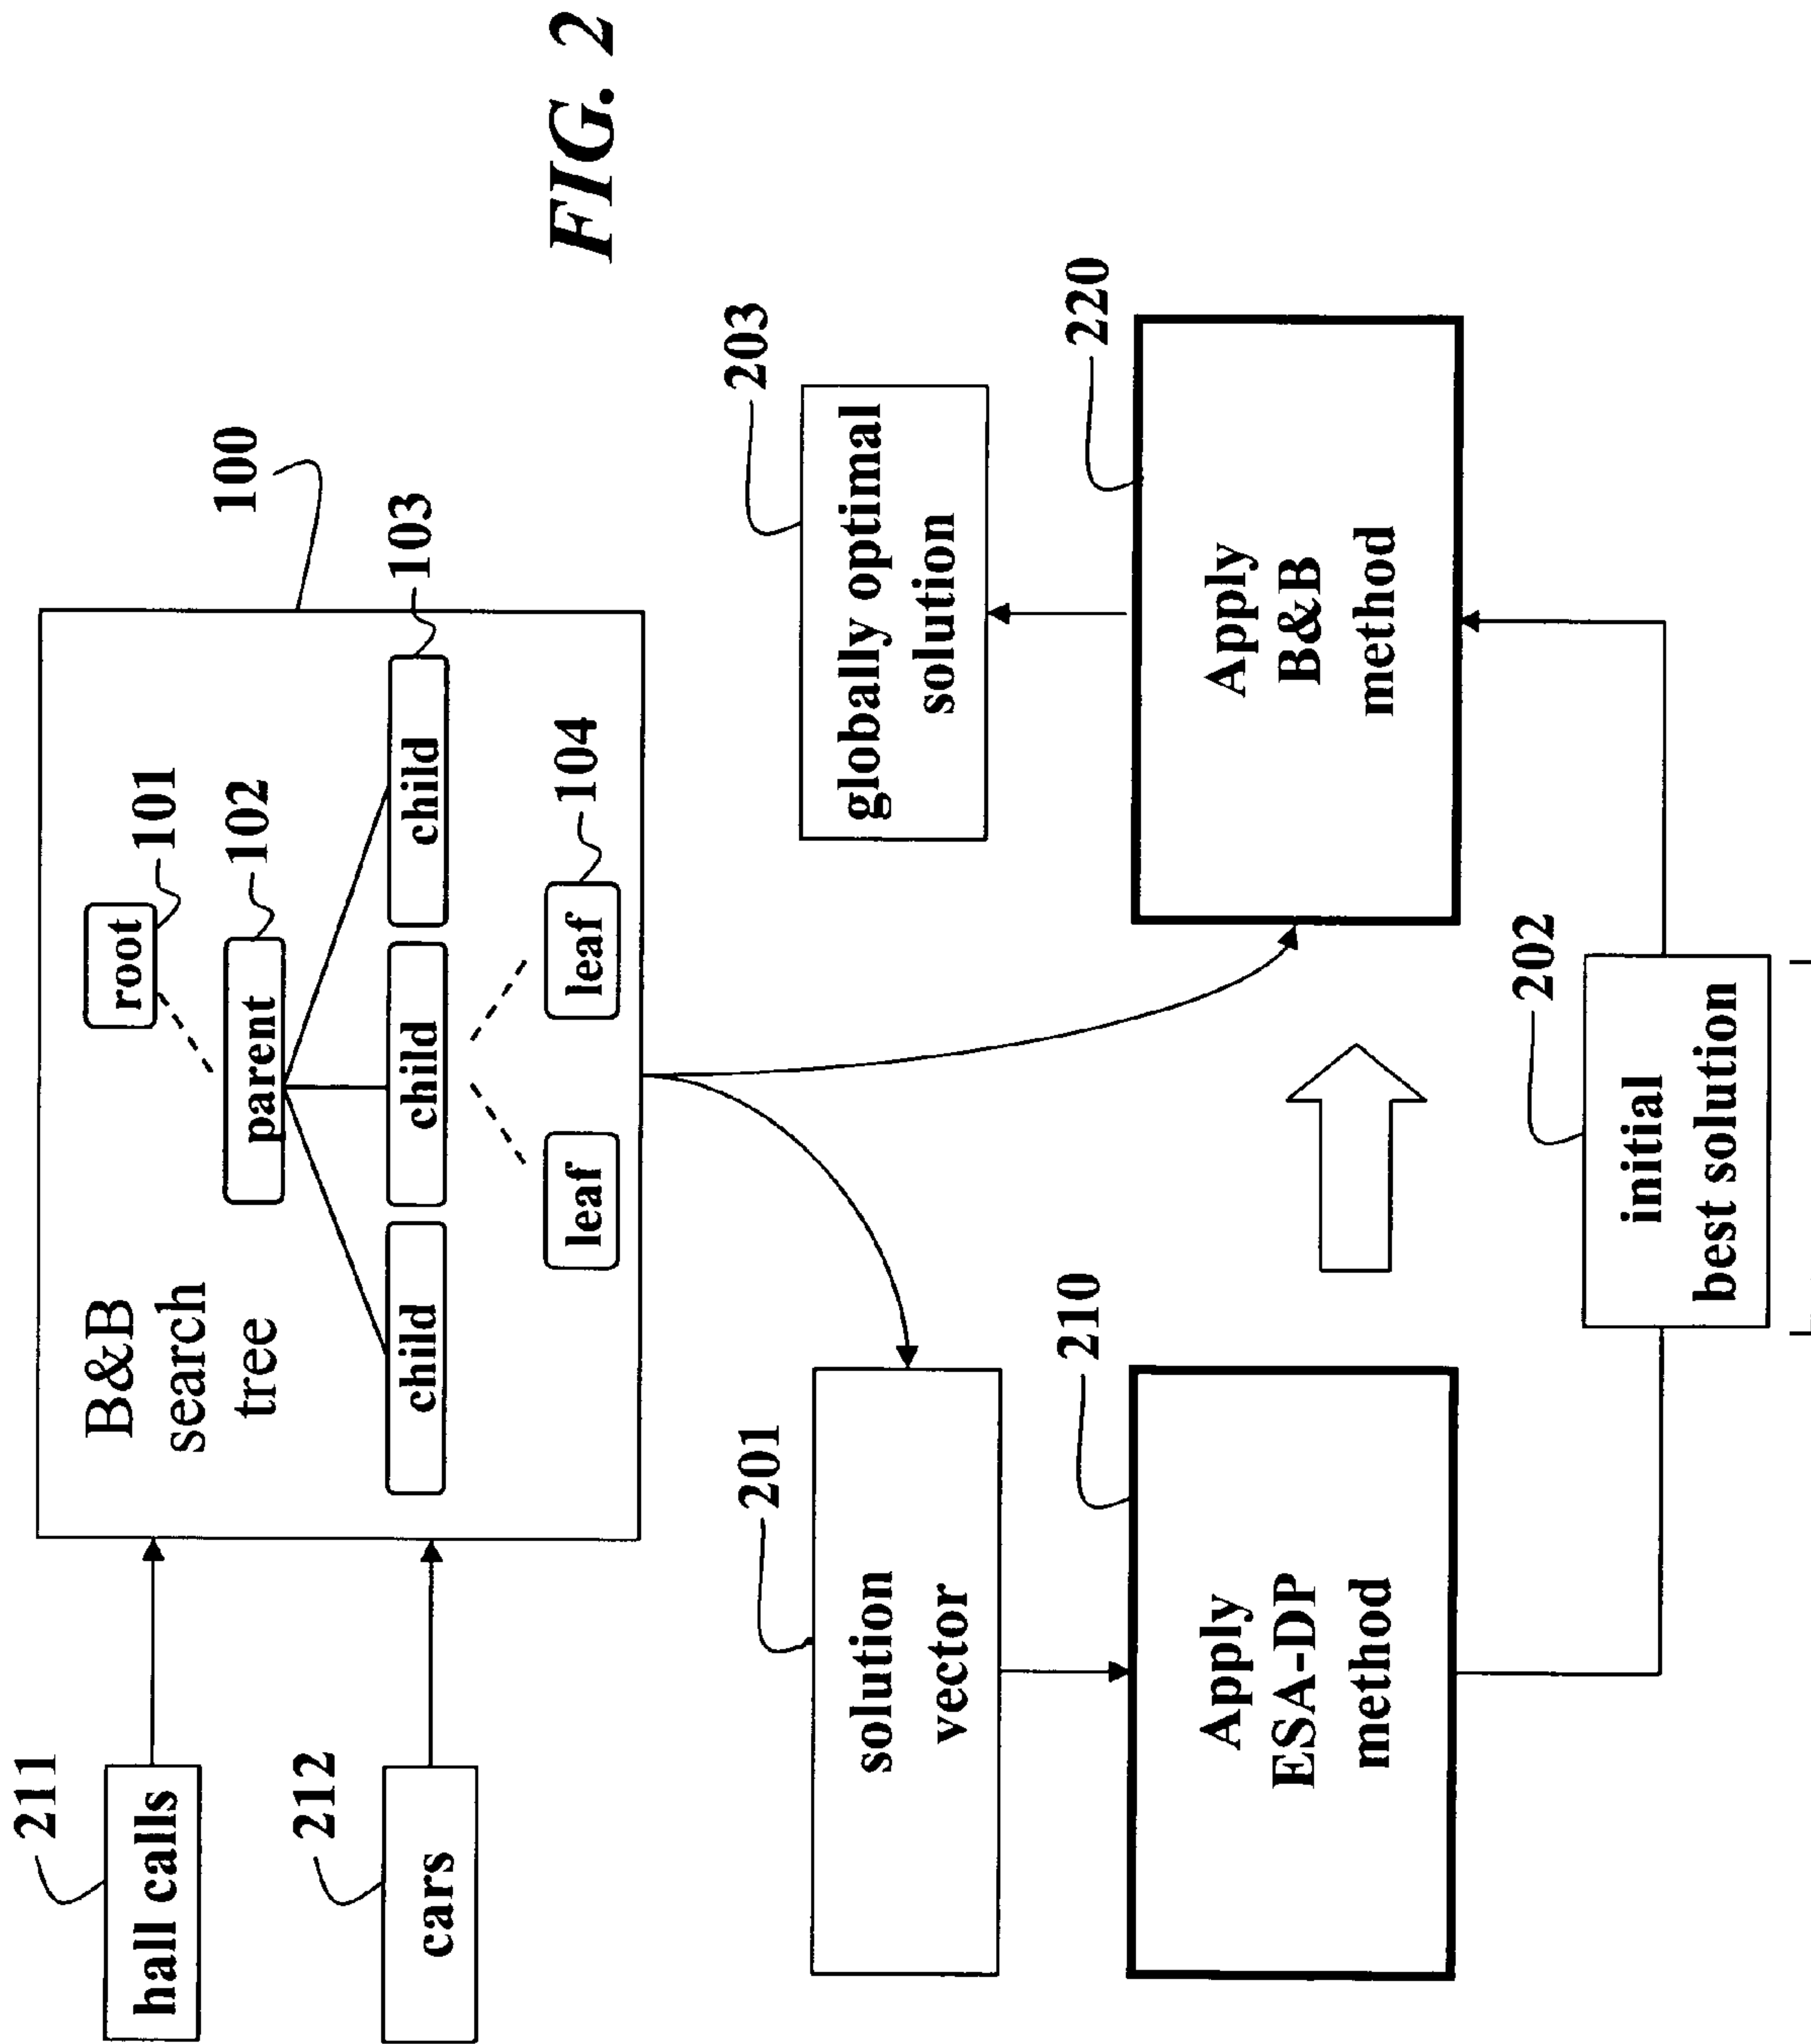 211
hall calls
212
cars
B&B
search
tree
100
root
101
parent
102
child
child
child
103
leaf
leaf
104
FIG. 2
201
solution
vector
203
globally optimal
solution
210
Apply
ESA-DP
method
220
Apply
B&B
method
202
initial
best solution